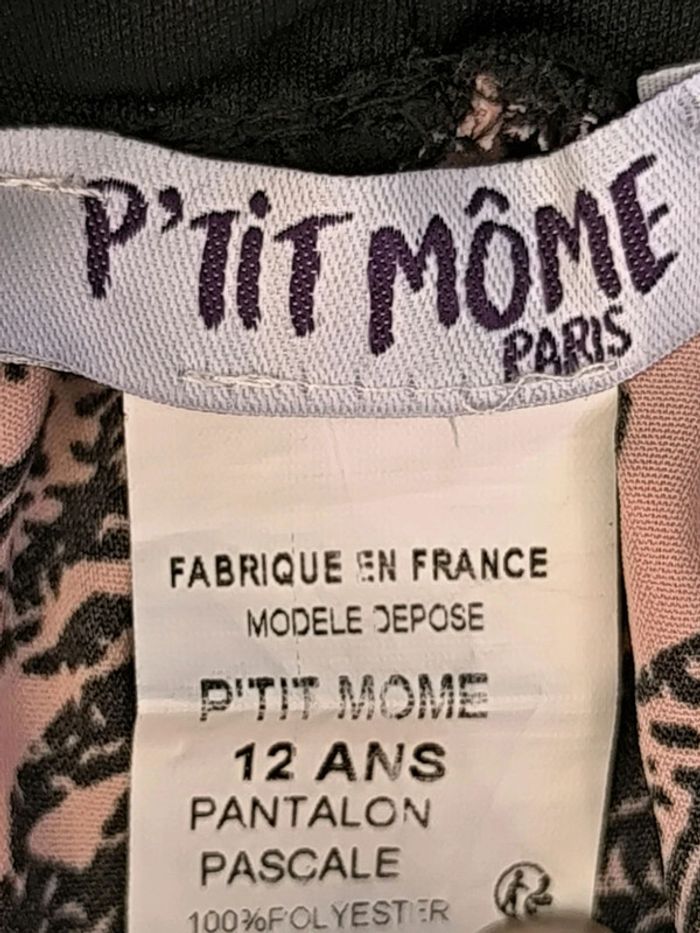 P'TiT MÔME
PARIS
FABRIQUE EN FRANCE
MODELE DEPOSE
P'TIT MOME
12 ANS
PANTALON
PASCALE
100%POLYESTER